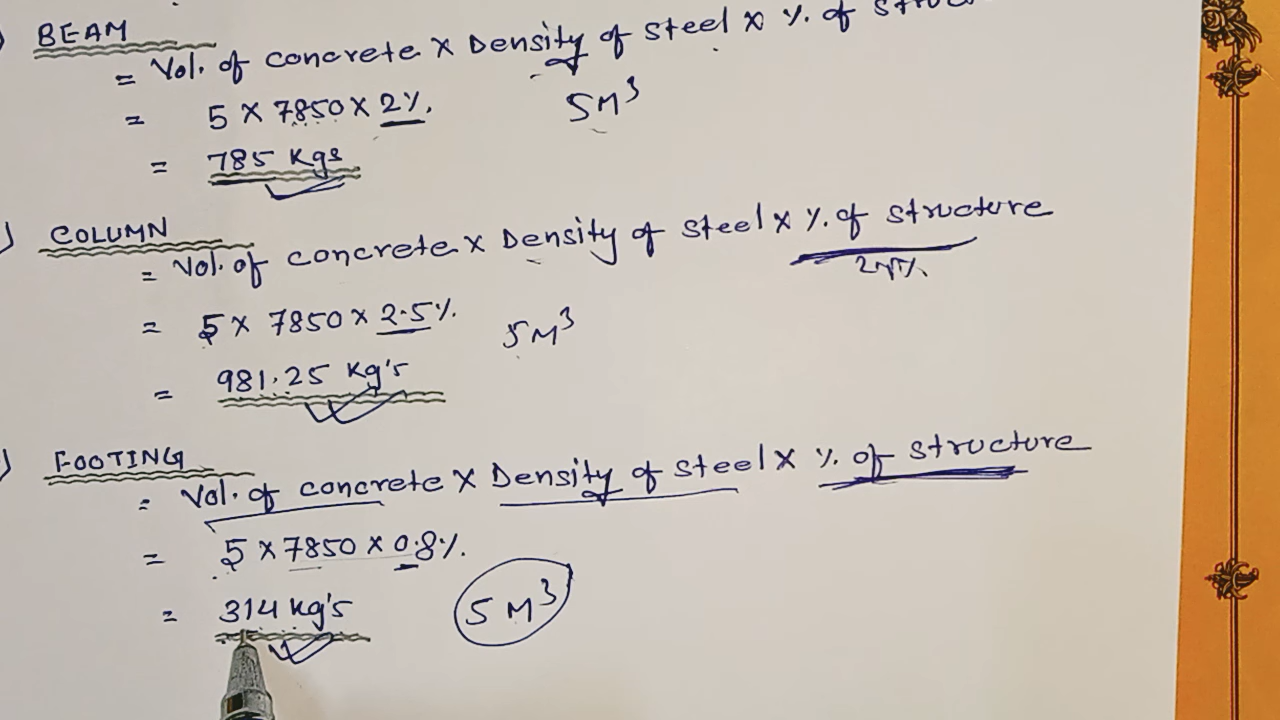 BEAM
= Vol. of concrete x Density of steel x %. of
= 5 x 7850 x 2%. 5M³
= 785 Kgs
COLUMN
= Vol. of concrete x Density of steel x %. of structure
= 5 x 7850 x 2.5%. 5M³
= 981.25 Kg's
FOOTING
= Vol. of concrete x Density of steel x %. of structure
= 5 x 7850 x 0.8%.
= 314 kg's 5M³